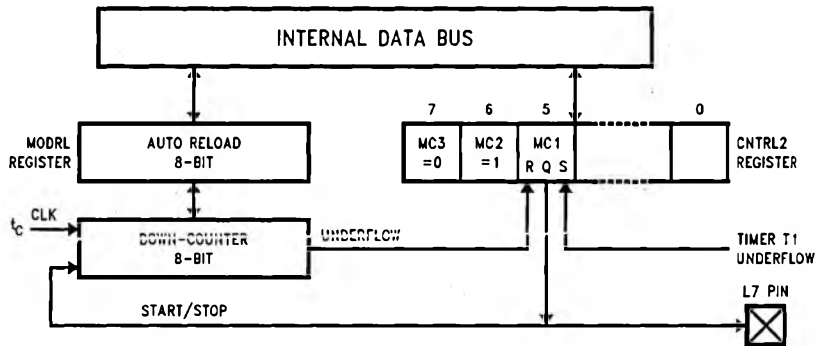 INTERNAL DATA BUS
7 6 5 0
MODRL
REGISTER
AUTO RELOAD
8-BIT
MC3
=0
MC2
=1
MC1
R Q S
CNTRL2
REGISTER
tC CLK
DOWN-COUNTER
8-BIT
UNDERFLOW
TIMER T1
UNDERFLOW
START/STOP
L7 PIN